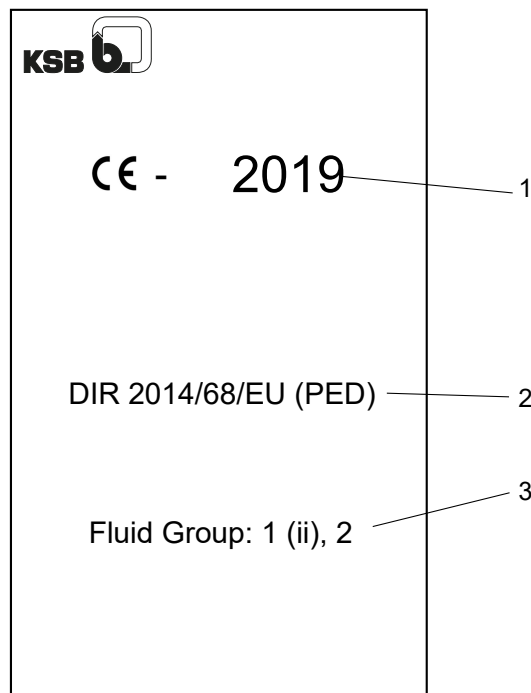 KSB b
CE - 2019
1
DIR 2014/68/EU (PED)
2
3
Fluid Group: 1 (ii), 2